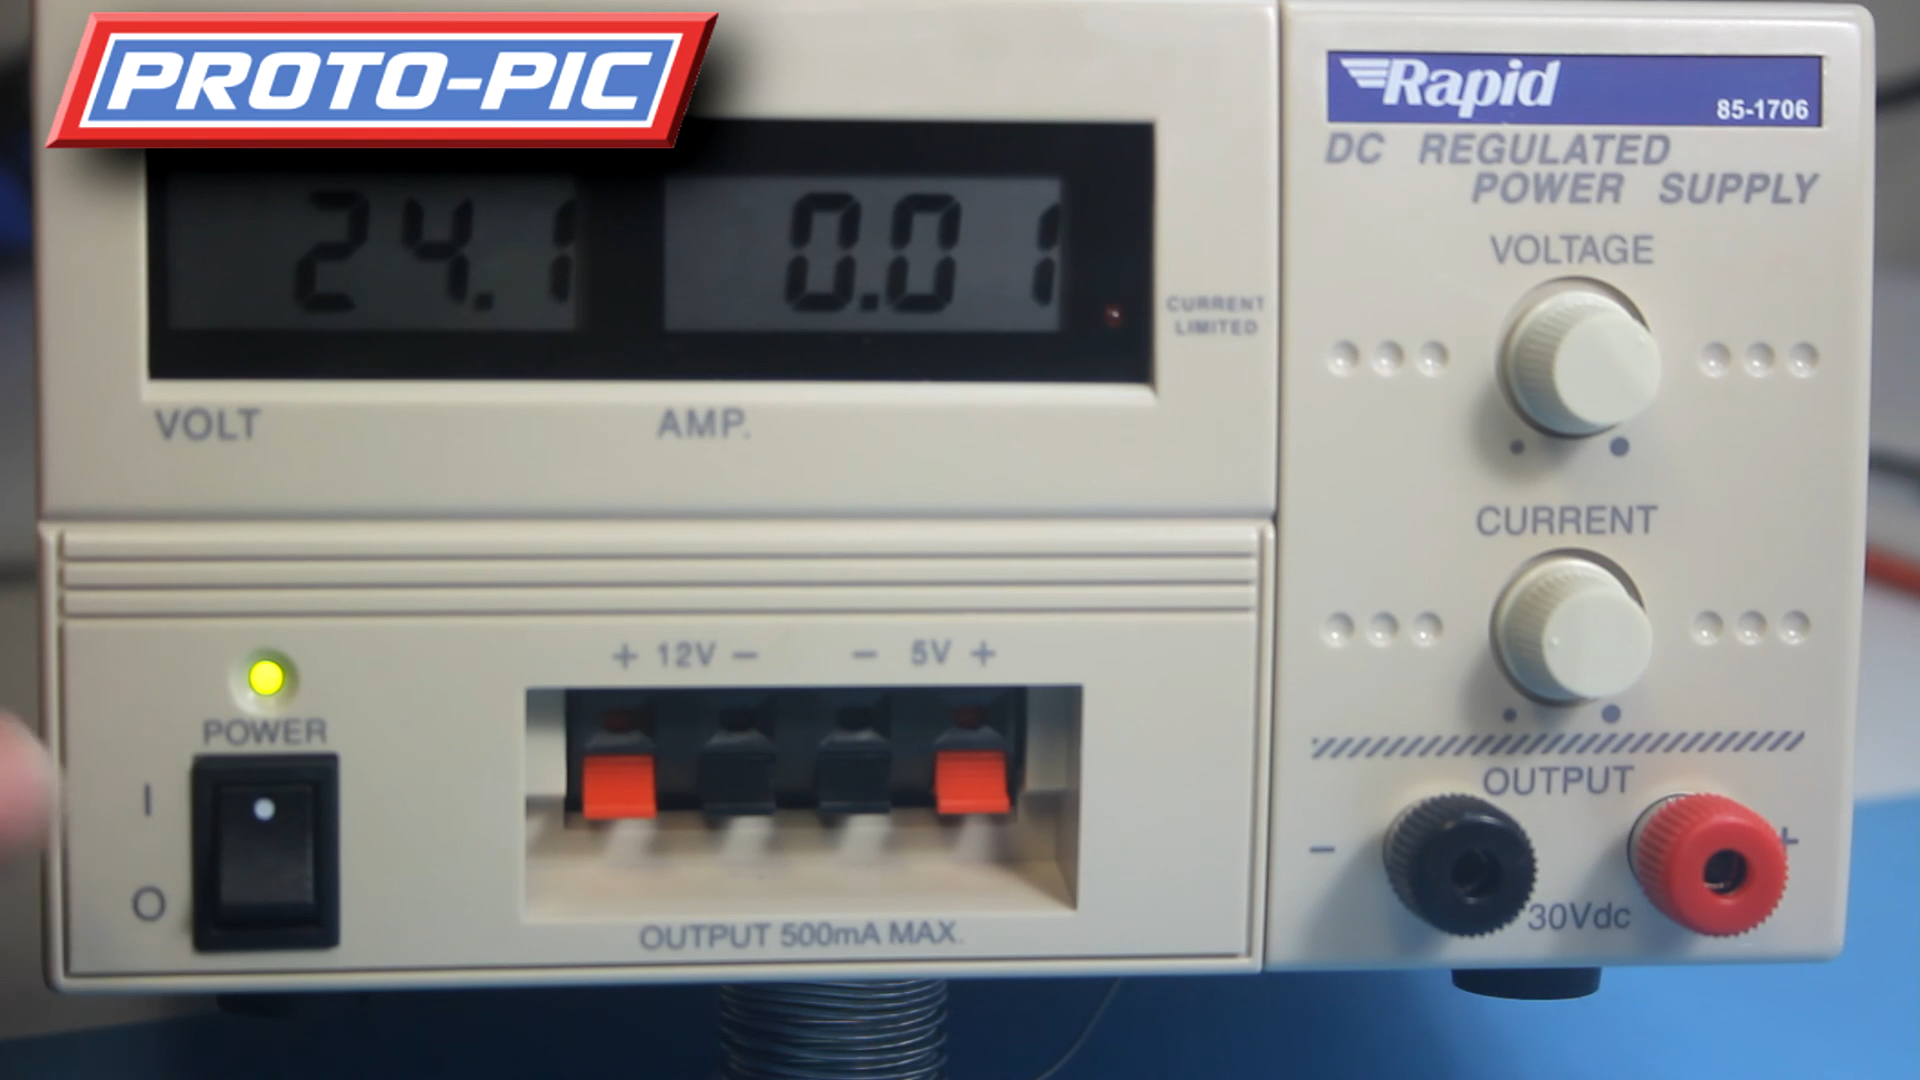 PROTO-PIC
Rapid
85-1706
DC REGULATED
POWER SUPPLY
24.1
0.01
CURRENT
LIMITED
VOLT
AMP.
VOLTAGE
CURRENT
POWER
I
O
+ 12V − − 5V +
OUTPUT 500mA MAX.
OUTPUT
− +
30Vdc